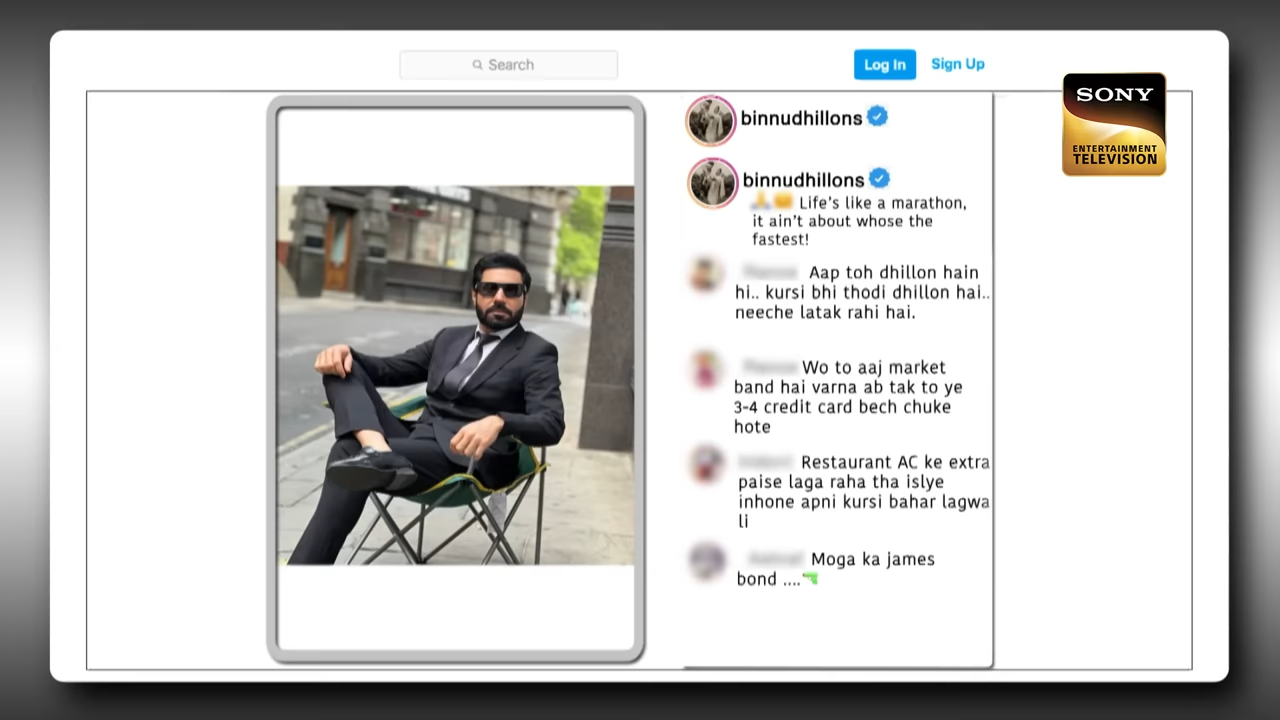 Search
Log In
Sign Up
SONY
ENTERTAINMENT
TELEVISION
binnudhillons
binnudhillons
🙏😊 Life's like a marathon,
it ain't about whose the
fastest!
Aap toh dhillon hain
hi.. kursi bhi thodi dhillon hai..
neeche latak rahi hai.
Wo to aaj market
band hai varna ab tak to ye
3-4 credit card bech chuke
hote
Restaurant AC ke extra
paise laga raha tha islye
inhone apni kursi bahar lagwa
li
Moga ka james
bond ....🔫